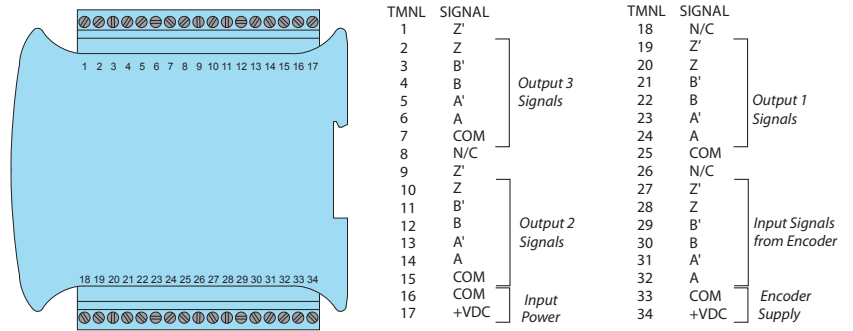 1 2 3 4 5 6 7 8 9 10 11 12 13 14 15 16 17
18 19 20 21 22 23 24 25 26 27 28 29 30 31 32 33 34
TMNL SIGNAL
1 Z'
2 Z
3 B'
4 B
5 A'
6 A
7 COM
8 N/C
9 Z'
10 Z
11 B'
12 B
13 A'
14 A
15 COM
16 COM
17 +VDC
Output 3
Signals
Output 2
Signals
Input
Power
TMNL SIGNAL
18 N/C
19 Z'
20 Z
21 B'
22 B
23 A'
24 A
25 COM
26 N/C
27 Z'
28 Z
29 B'
30 B
31 A'
32 A
33 COM
34 +VDC
Output 1
Signals
Input Signals
from Encoder
Encoder
Supply